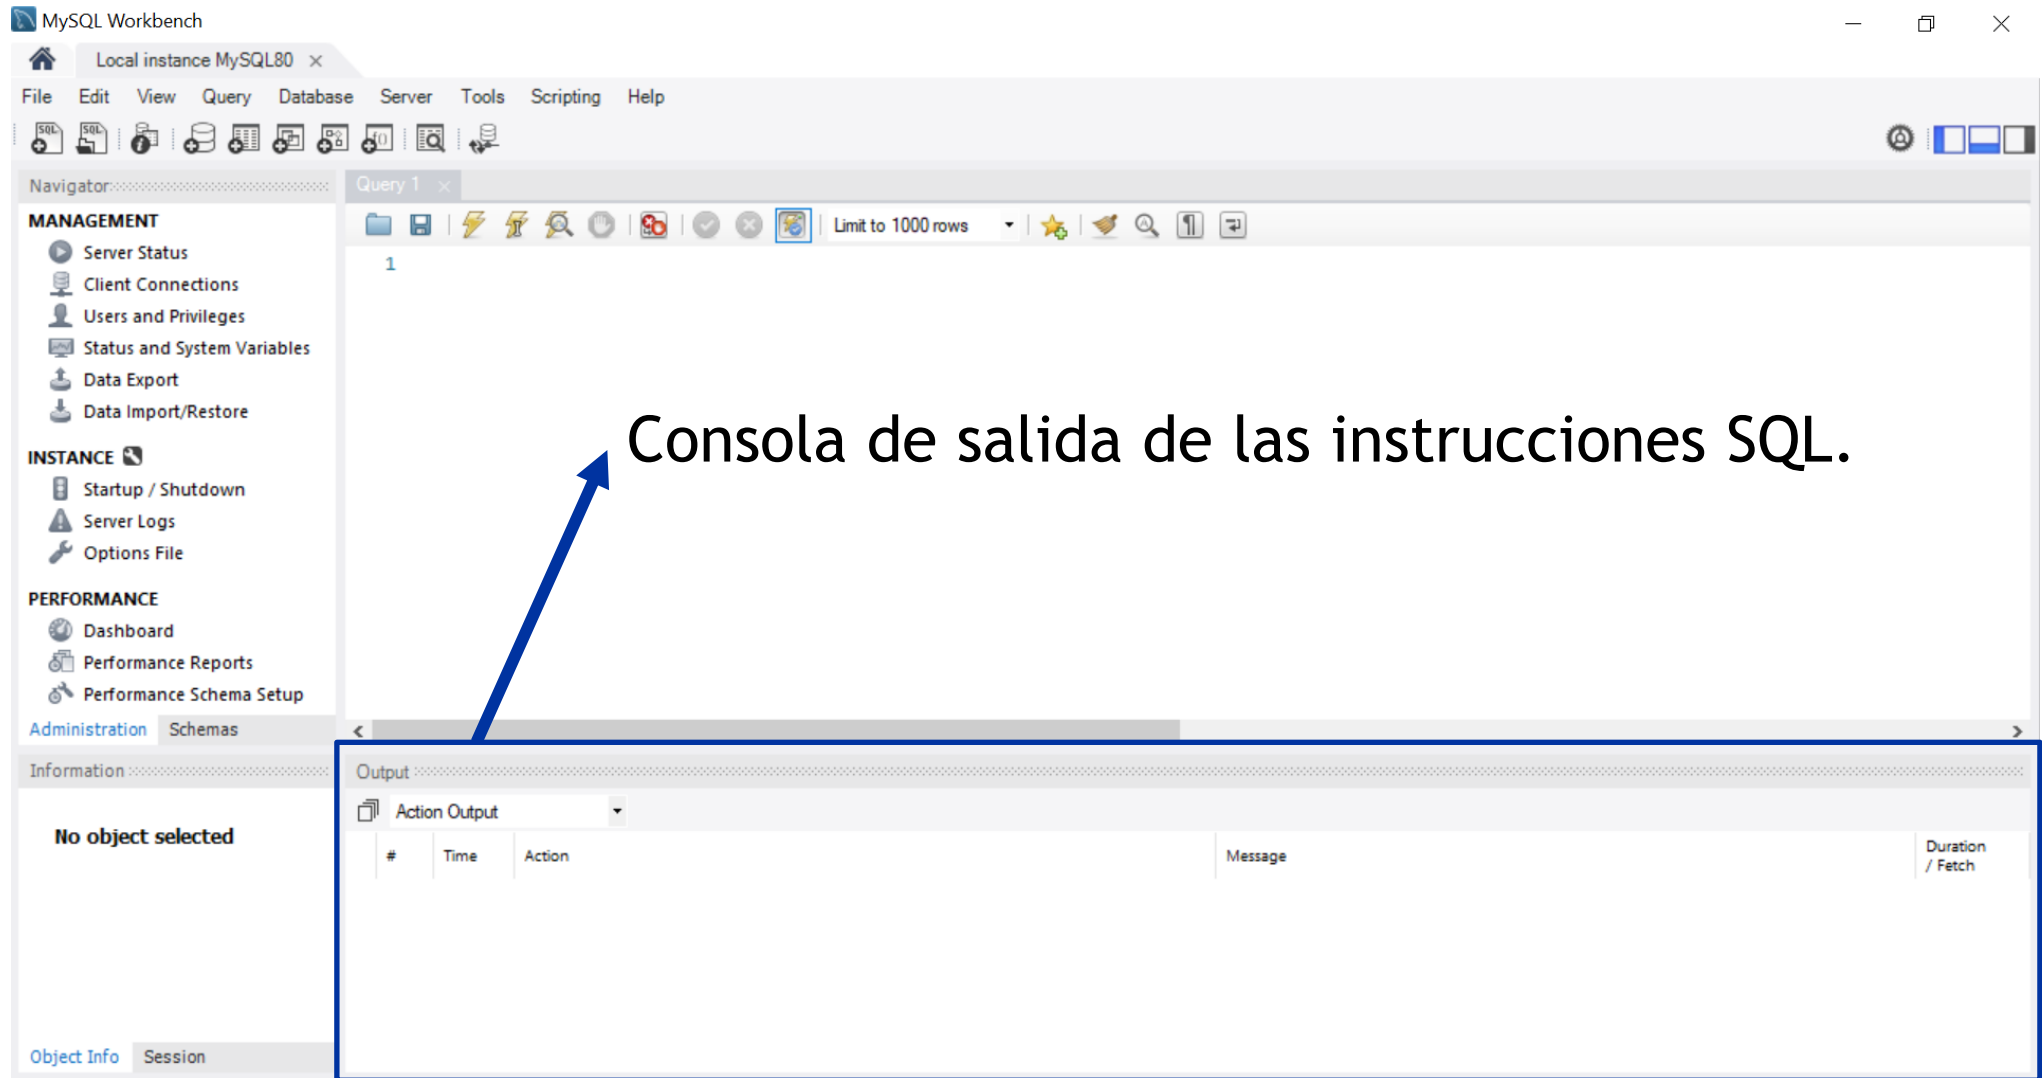 MySQL Workbench
Local instance MySQL80
File Edit View Query Database Server Tools Scripting Help
Navigator
MANAGEMENT
Server Status
Client Connections
Users and Privileges
Status and System Variables
Data Export
Data Import/Restore
INSTANCE
Startup / Shutdown
Server Logs
Options File
PERFORMANCE
Dashboard
Performance Reports
Performance Schema Setup
Administration Schemas
Information
No object selected
Object Info Session
Query 1
Limit to 1000 rows
1
Consola de salida de las instrucciones SQL.
Output
Action Output
# Time Action Message Duration
/ Fetch